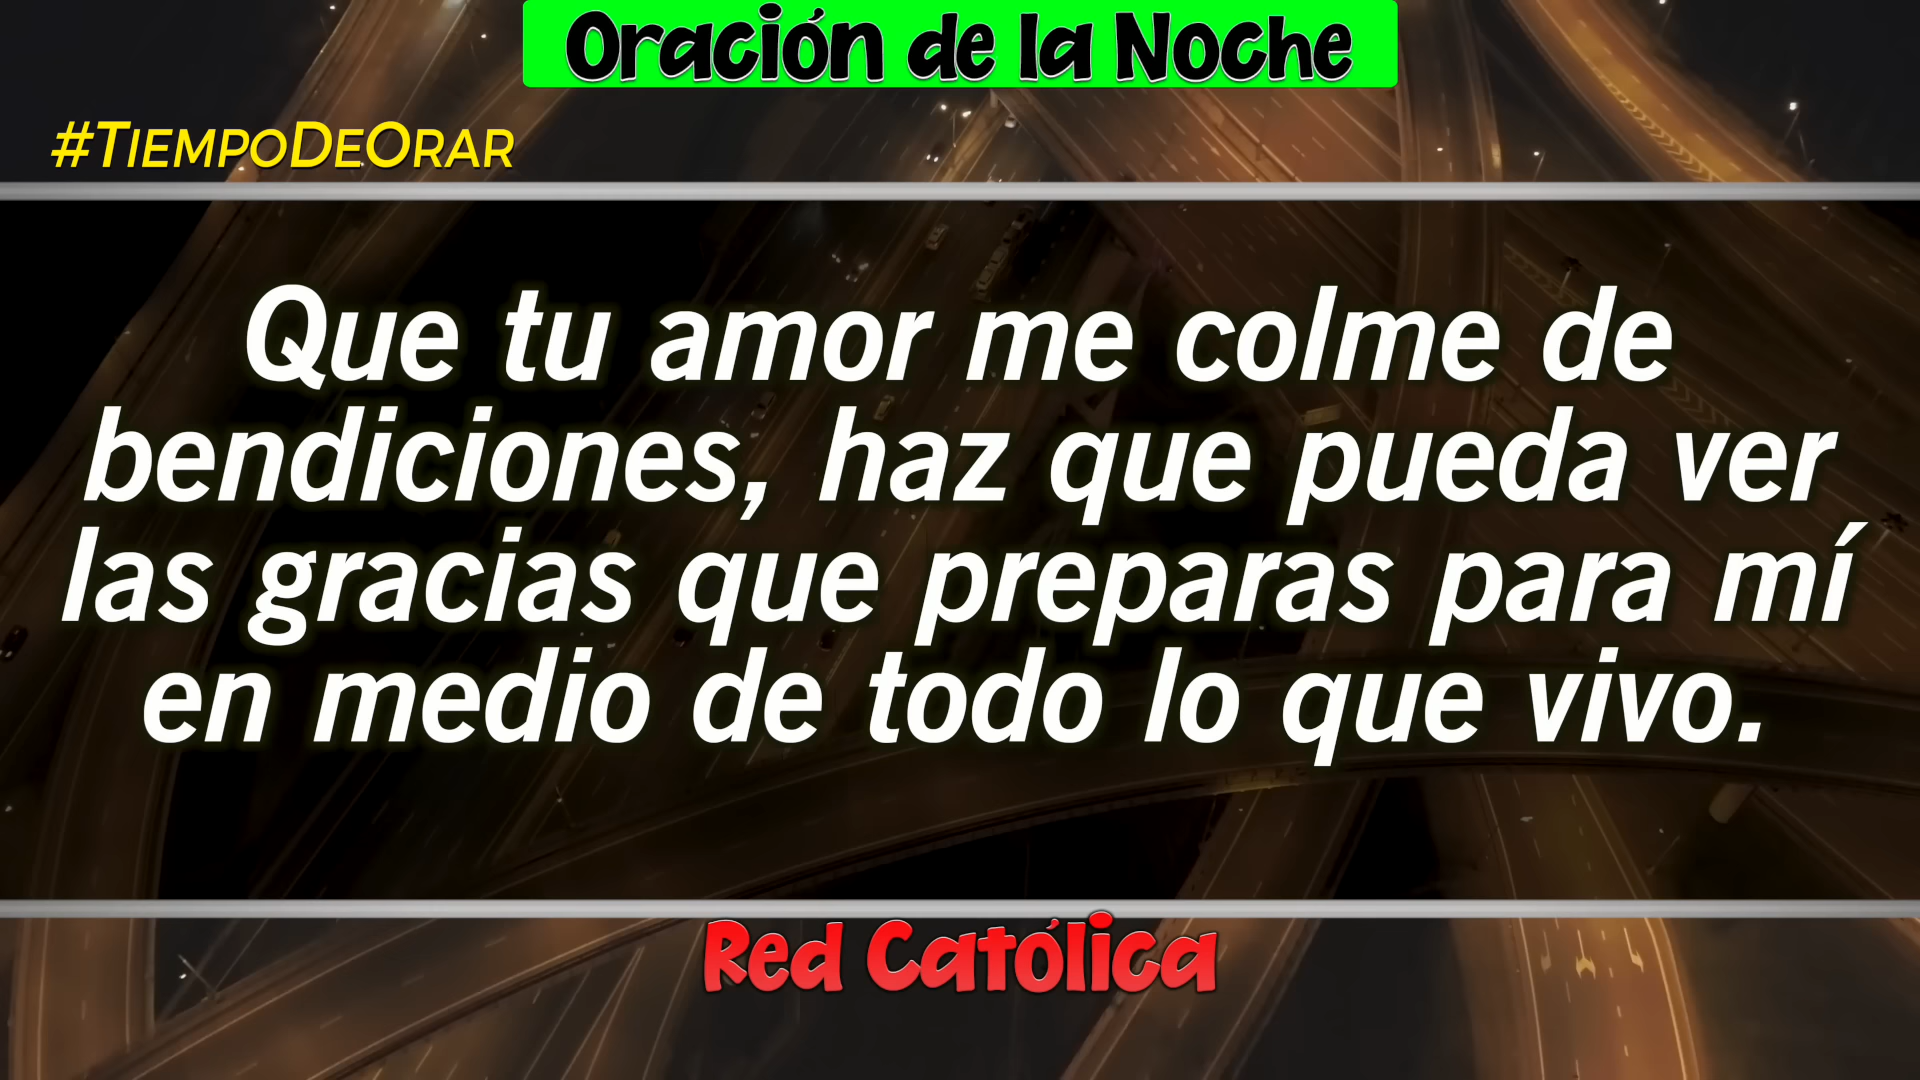 Oración de la Noche
#TIEMPODEORAR
Que tu amor me colme de
bendiciones, haz que pueda ver
las gracias que preparas para mí
en medio de todo lo que vivo.
Red Católica